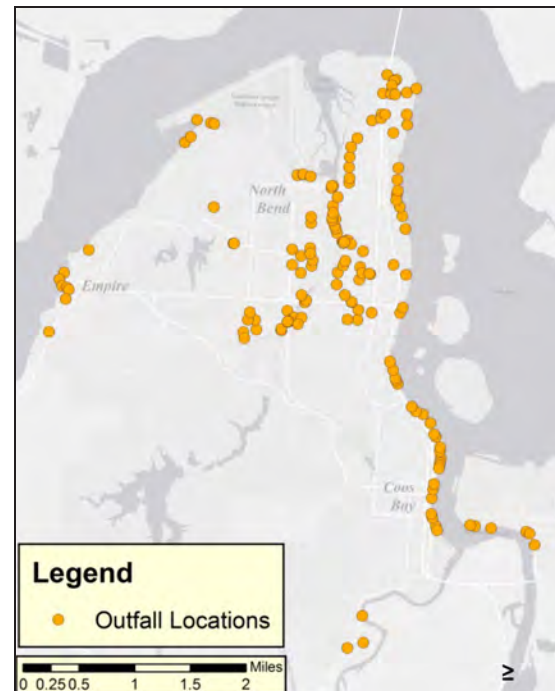 North
Bend
Empire
Coos
Bay
Legend
Outfall Locations
Miles
0 0.25 0.5 1 1.5 2
≥